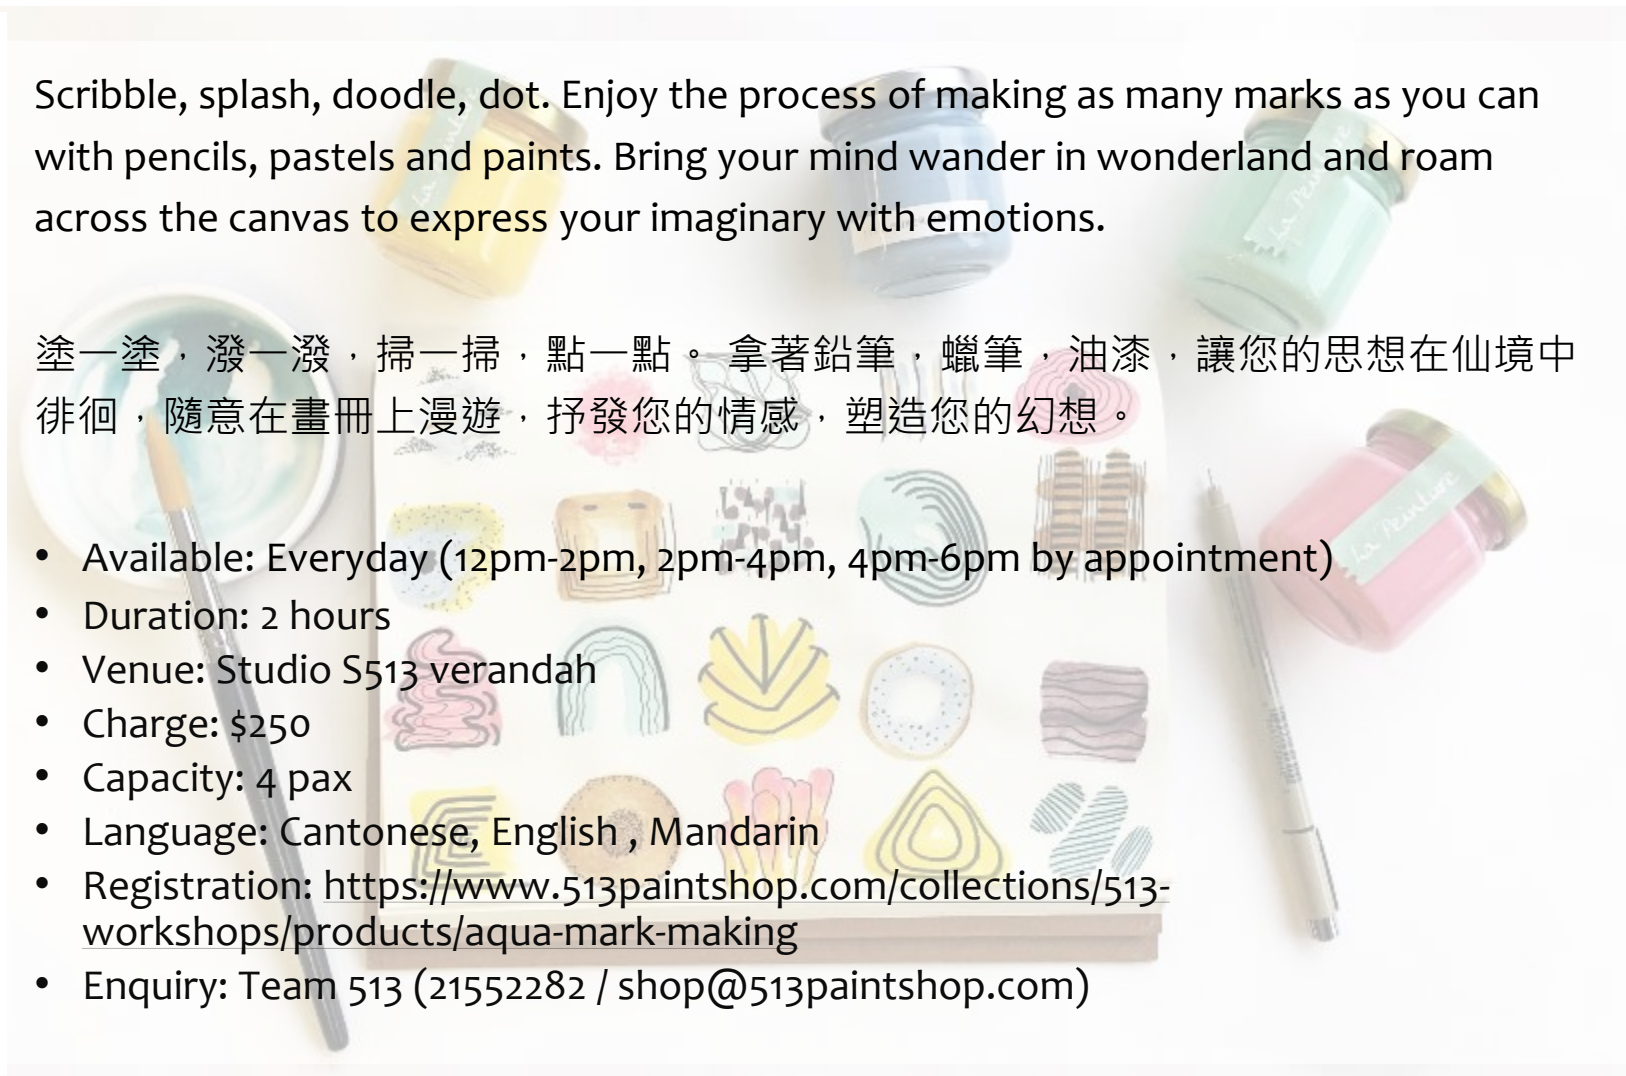 Scribble, splash, doodle, dot. Enjoy the process of making as many marks as you can
with pencils, pastels and paints. Bring your mind wander in wonderland and roam
across the canvas to express your imaginary with emotions.
塗一塗，潑一潑，掃一掃，點一點。 拿著鉛筆，蠟筆，油漆，讓您的思想在仙境中
徘徊，隨意在畫冊上漫遊，抒發您的情感，塑造您的幻想。
• Available: Everyday (12pm-2pm, 2pm-4pm, 4pm-6pm by appointment)
• Duration: 2 hours
• Venue: Studio S513 verandah
• Charge: $250
• Capacity: 4 pax
• Language: Cantonese, English , Mandarin
• Registration: https://www.513paintshop.com/collections/513-
workshops/products/aqua-mark-making
• Enquiry: Team 513 (21552282 / shop@513paintshop.com)
La Peinture
La Peinture